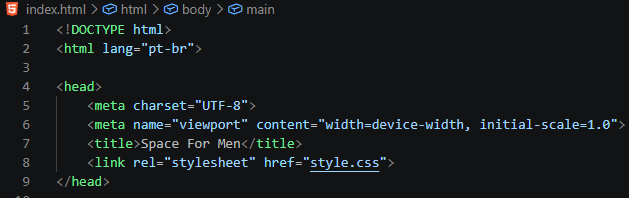 index.html > html > body > main
1 <!DOCTYPE html>
2 <html lang="pt-br">
3
4 <head>
5 <meta charset="UTF-8">
6 <meta name="viewport" content="width=device-width, initial-scale=1.0">
7 <title>Space For Men</title>
8 <link rel="stylesheet" href="style.css">
9 </head>